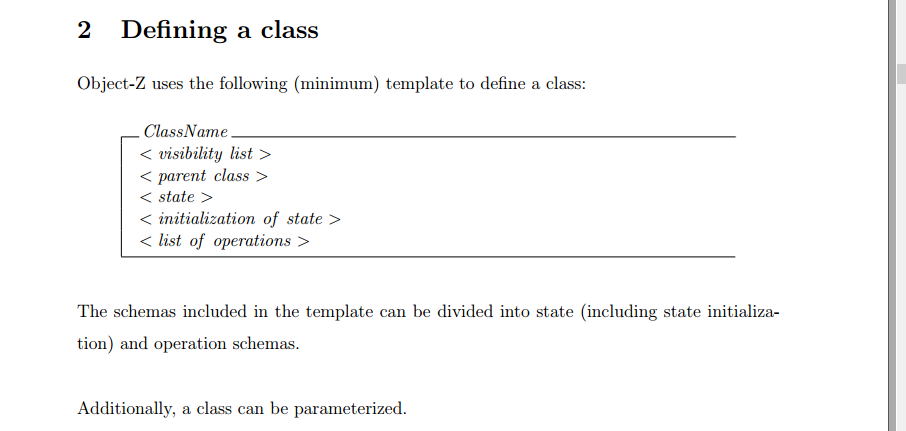 2 Defining a class
Object-Z uses the following (minimum) template to define a class:
ClassName
< visibility list >
< parent class >
< state >
< initialization of state >
< list of operations >
The schemas included in the template can be divided into state (including state initializa-
tion) and operation schemas.
Additionally, a class can be parameterized.